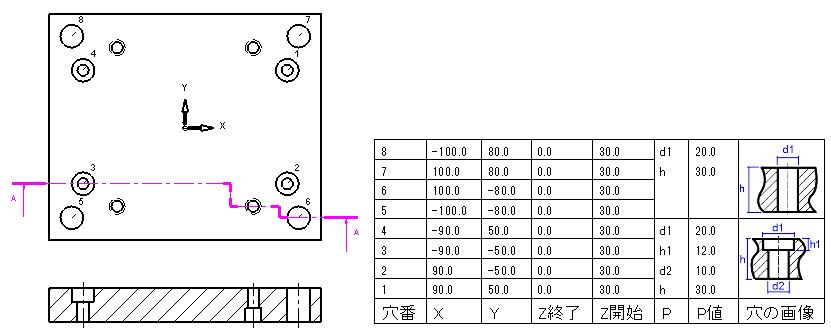 8
7
4
1
Y
X
3
2
A
5
6
A
8 -100.0 80.0 0.0 30.0 d1 20.0
7 100.0 80.0 0.0 30.0 h 30.0
6 100.0 -80.0 0.0 30.0
5 -100.0 -80.0 0.0 30.0
d1
h
4 -90.0 50.0 0.0 30.0 d1 20.0
3 -90.0 -50.0 0.0 30.0 h1 12.0
2 90.0 -50.0 0.0 30.0 d2 10.0
1 90.0 50.0 0.0 30.0 h 30.0
d1
h
h1
d2
穴番 X Y Z終了 Z開始 P P値 穴の画像